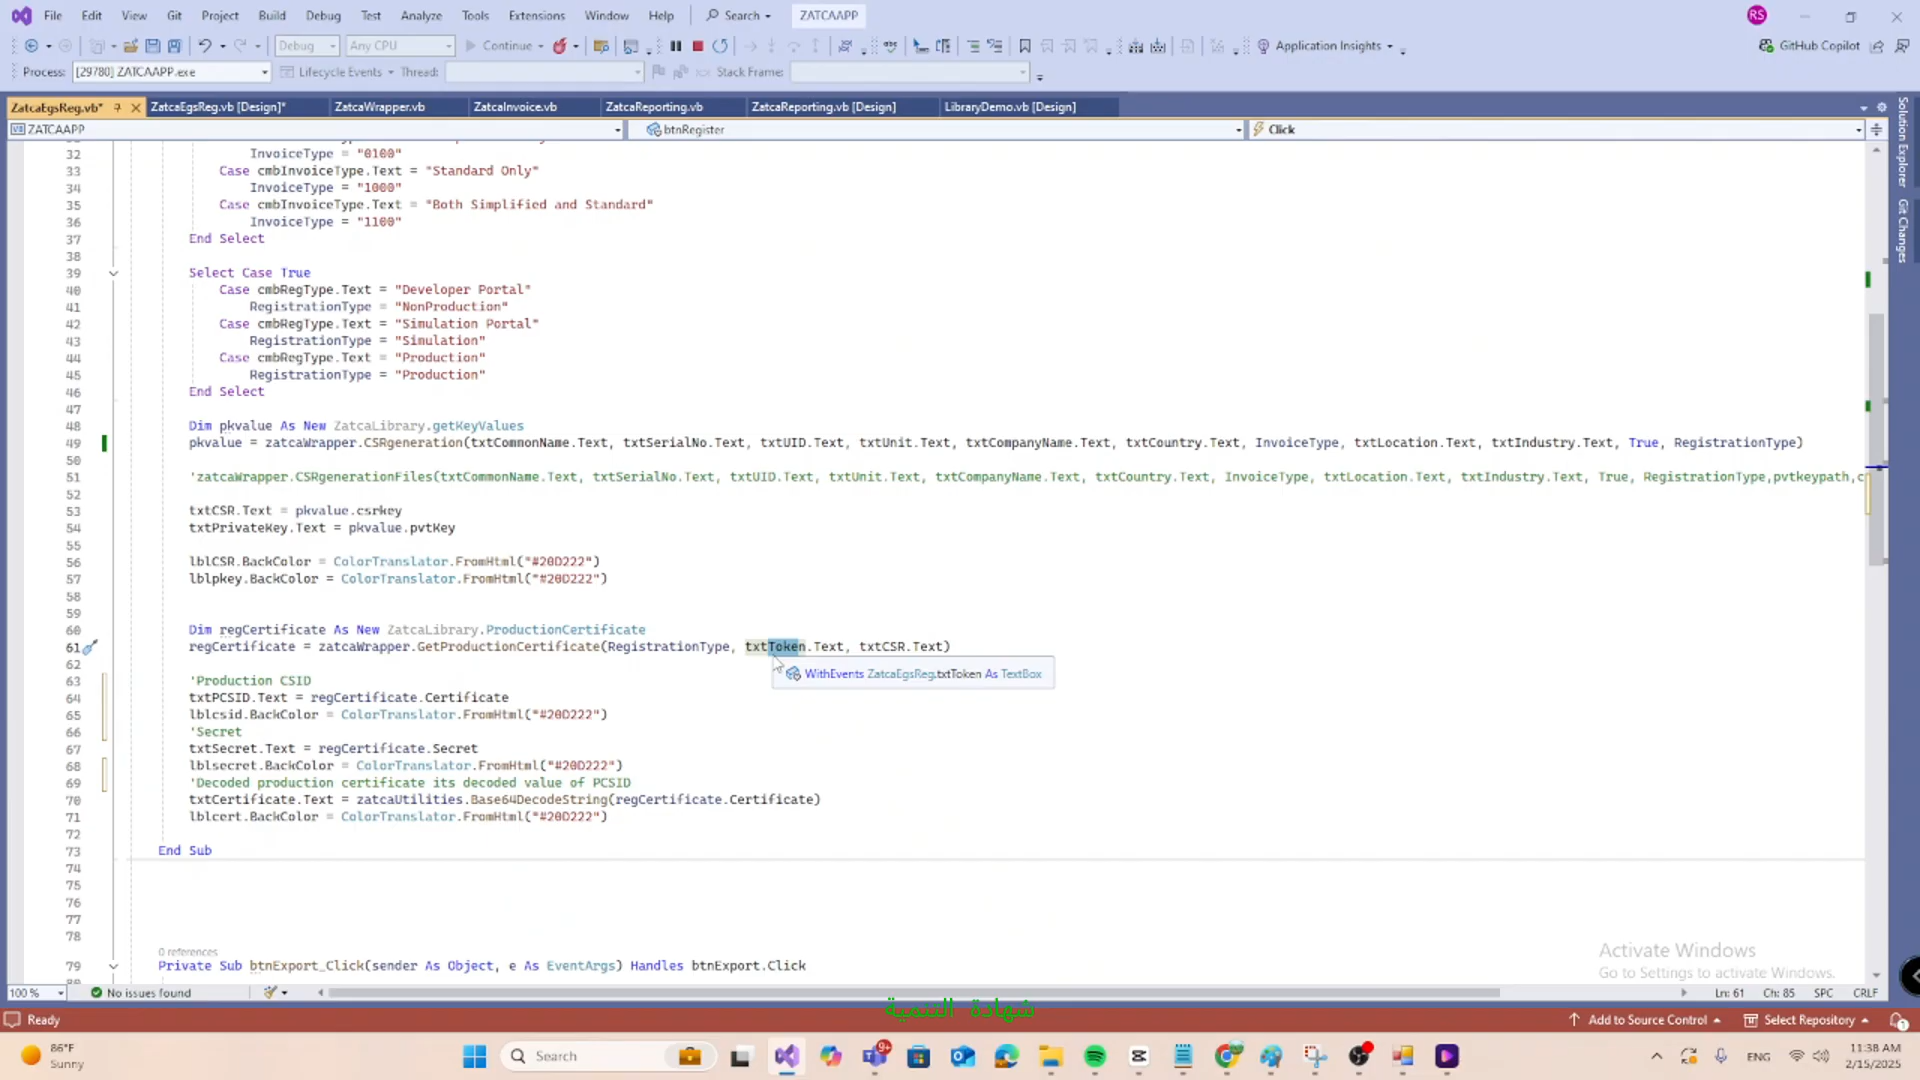 File Edit View Git Project Build Debug Test Analyze Tools Extensions Window Help Search ZATCAAPP RS
Debug Any CPU Continue Application Insights GitHub Copilot
Process: [29780] ZATCAAPP.exe Lifecycle Events Thread: Stack Frame:
ZatcaEgsReg.vb* ZatcaEgsReg.vb [Design]* ZatcaWrapper.vb ZatcaInvoice.vb ZatcaReporting.vb ZatcaReporting.vb [Design] LibraryDemo.vb [Design]
ZATCAAPP btnRegister Click
Solution Explorer
Git Changes
32 InvoiceType = "0100"
33 Case cmbInvoiceType.Text = "Standard Only"
34 InvoiceType = "1000"
35 Case cmbInvoiceType.Text = "Both Simplified and Standard"
36 InvoiceType = "1100"
37 End Select
38
39 Select Case True
40 Case cmbRegType.Text = "Developer Portal"
41 RegistrationType = "NonProduction"
42 Case cmbRegType.Text = "Simulation Portal"
43 RegistrationType = "Simulation"
44 Case cmbRegType.Text = "Production"
45 RegistrationType = "Production"
46 End Select
47
48 Dim pkvalue As New ZatcaLibrary.getKeyValues
49 pkvalue = zatcaWrapper.CSRgeneration(txtCommonName.Text, txtSerialNo.Text, txtUID.Text, txtUnit.Text, txtCompanyName.Text, txtCountry.Text, InvoiceType, txtLocation.Text, txtIndustry.Text, True, RegistrationType)
50
51 'zatcaWrapper.CSRgenerationFiles(txtCommonName.Text, txtSerialNo.Text, txtUID.Text, txtUnit.Text, txtCompanyName.Text, txtCountry.Text, InvoiceType, txtLocation.Text, txtIndustry.Text, True, RegistrationType,pvtkeypath,c
52
53 txtCSR.Text = pkvalue.csrkey
54 txtPrivateKey.Text = pkvalue.pvtKey
55
56 lblCSR.BackColor = ColorTranslator.FromHtml("#20D222")
57 lblpkey.BackColor = ColorTranslator.FromHtml("#20D222")
58
59
60 Dim regCertificate As New ZatcaLibrary.ProductionCertificate
61 regCertificate = zatcaWrapper.GetProductionCertificate(RegistrationType, txtToken.Text, txtCSR.Text)
62
WithEvents ZatcaEgsReg.txtToken As TextBox
63 'Production CSID
64 txtPCSID.Text = regCertificate.Certificate
65 lblcsid.BackColor = ColorTranslator.FromHtml("#20D222")
66 'Secret
67 txtSecret.Text = regCertificate.Secret
68 lblsecret.BackColor = ColorTranslator.FromHtml("#20D222")
69 'Decoded production certificate its decoded value of PCSID
70 txtCertificate.Text = zatcaUtilities.Base64DecodeString(regCertificate.Certificate)
71 lblcert.BackColor = ColorTranslator.FromHtml("#20D222")
72
73 End Sub
74
75
76
77
78
0 references
79 Private Sub btnExport_Click(sender As Object, e As EventArgs) Handles btnExport.Click
Activate Windows
Go to Settings to activate Windows.
100 % No issues found Ln: 61 Ch: 85 SPC CRLF
شهادة التنمية
Ready Add to Source Control Select Repository 1
86°F
Sunny
Search 9+ ENG
11:38 AM
2/15/2025